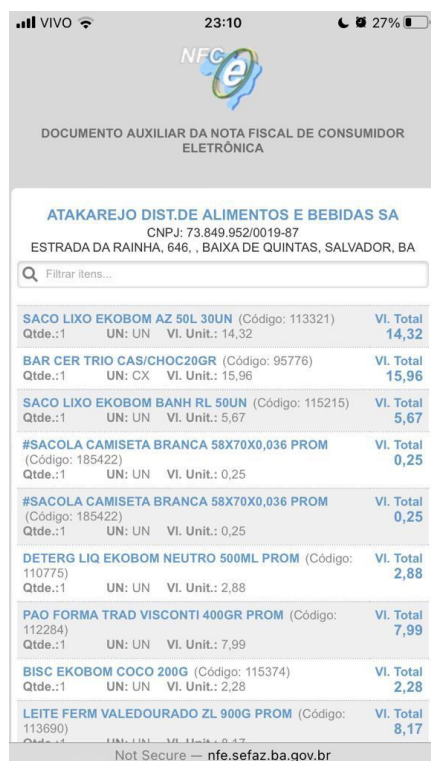 VIVO 23:10 27%
NFC e
DOCUMENTO AUXILIAR DA NOTA FISCAL DE CONSUMIDOR
ELETRÔNICA
ATAKAREJO DIST.DE ALIMENTOS E BEBIDAS SA
CNPJ: 73.849.952/0019-87
ESTRADA DA RAINHA, 646, , BAIXA DE QUINTAS, SALVADOR, BA
Filtrar itens...
SACO LIXO EKOBOM AZ 50L 30UN (Código: 113321) Vl. Total
Qtde.:1 UN: UN Vl. Unit.: 14,32 14,32
BAR CER TRIO CAS/CHOC20GR (Código: 95776) Vl. Total
Qtde.:1 UN: CX Vl. Unit.: 15,96 15,96
SACO LIXO EKOBOM BANH RL 50UN (Código: 115215) Vl. Total
Qtde.:1 UN: UN Vl. Unit.: 5,67 5,67
#SACOLA CAMISETA BRANCA 58X70X0,036 PROM Vl. Total
(Código: 185422) 0,25
Qtde.:1 UN: UN Vl. Unit.: 0,25
#SACOLA CAMISETA BRANCA 58X70X0,036 PROM Vl. Total
(Código: 185422) 0,25
Qtde.:1 UN: UN Vl. Unit.: 0,25
DETERG LIQ EKOBOM NEUTRO 500ML PROM (Código: Vl. Total
110775) 2,88
Qtde.:1 UN: UN Vl. Unit.: 2,88
PAO FORMA TRAD VISCONTI 400GR PROM (Código: Vl. Total
112284) 7,99
Qtde.:1 UN: UN Vl. Unit.: 7,99
BISC EKOBOM COCO 200G (Código: 115374) Vl. Total
Qtde.:1 UN: UN Vl. Unit.: 2,28 2,28
LEITE FERM VALEDOURADO ZL 900G PROM (Código: Vl. Total
113690) 8,17
Qtde.:1 UN: UN Vl. Unit.: 8,17
Not Secure — nfe.sefaz.ba.gov.br